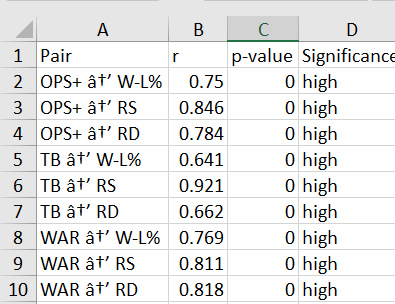 A B C D
1 Pair r p-value Significance
2 OPS+ â†’ W-L% 0.75 0 high
3 OPS+ â†’ RS 0.846 0 high
4 OPS+ â†’ RD 0.784 0 high
5 TB â†’ W-L% 0.641 0 high
6 TB â†’ RS 0.921 0 high
7 TB â†’ RD 0.662 0 high
8 WAR â†’ W-L% 0.769 0 high
9 WAR â†’ RS 0.811 0 high
10 WAR â†’ RD 0.818 0 high